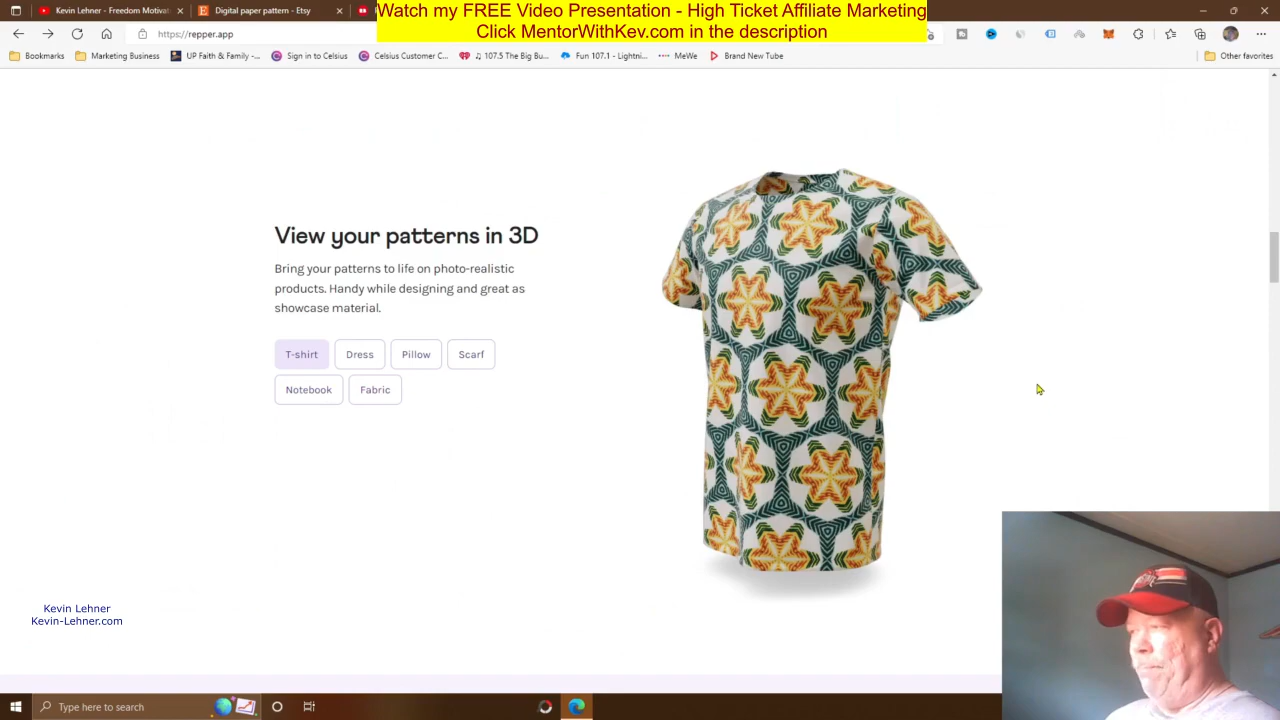 Kevin Lehner - Freedom Motivat
Digital paper pattern - Etsy
Watch my FREE Video Presentation - High Ticket Affiliate Marketing
Click MentorWithKev.com in the description
https://repper.app
Bookmarks
Marketing Business
UP Faith & Family -...
Sign in to Celsius
Celsius Customer C...
♫ 107.5 The Big Bu...
Fun 107.1 - Lightni...
MeWe
Brand New Tube
Other favorites
View your patterns in 3D
Bring your patterns to life on photo-realistic
products. Handy while designing and great as
showcase material.
T-shirt
Dress
Pillow
Scarf
Notebook
Fabric
Kevin Lehner
Kevin-Lehner.com
Type here to search